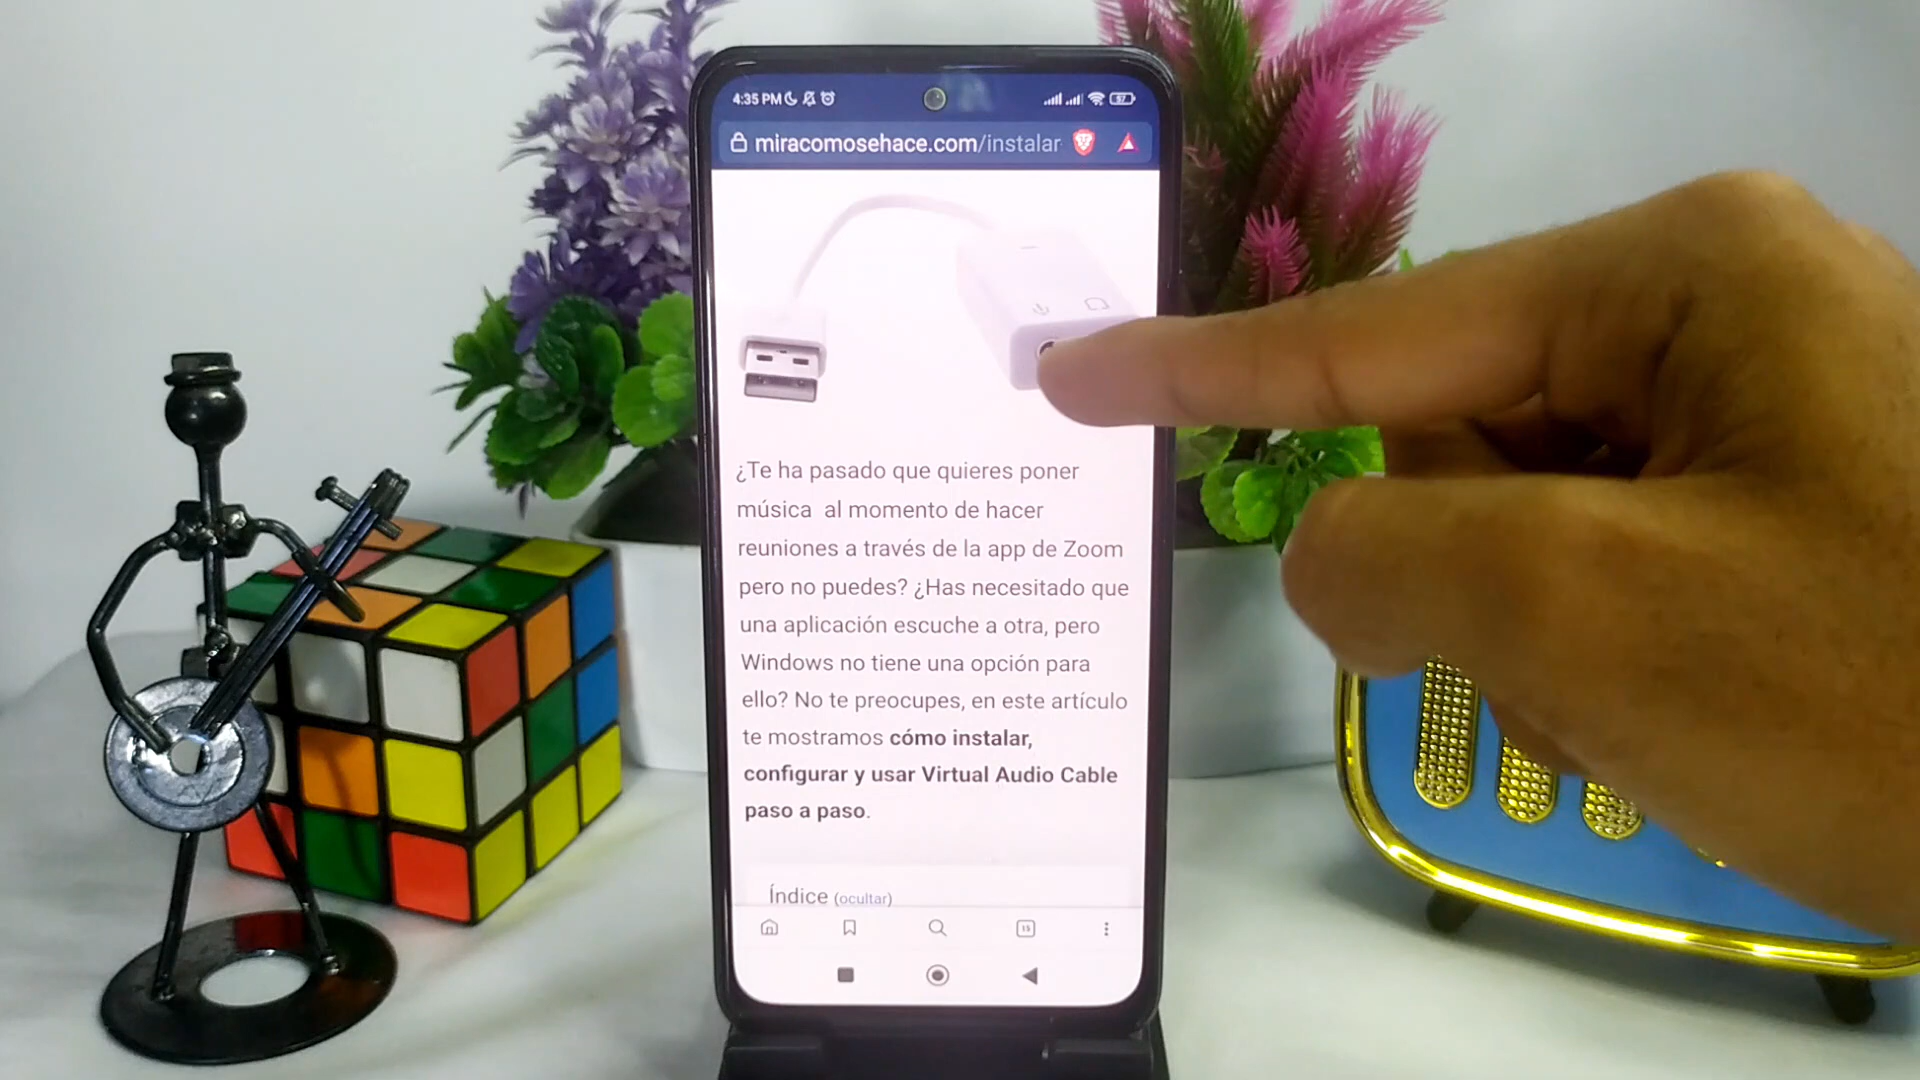 4:35 PM
57
miracomosehace.com/instalar
¿Te ha pasado que quieres poner
música al momento de hacer
reuniones a través de la app de Zoom
pero no puedes? ¿Has necesitado que
una aplicación escuche a otra, pero
Windows no tiene una opción para
ello? No te preocupes, en este artículo
te mostramos cómo instalar,
configurar y usar Virtual Audio Cable
paso a paso.
Índice (ocultar)
15